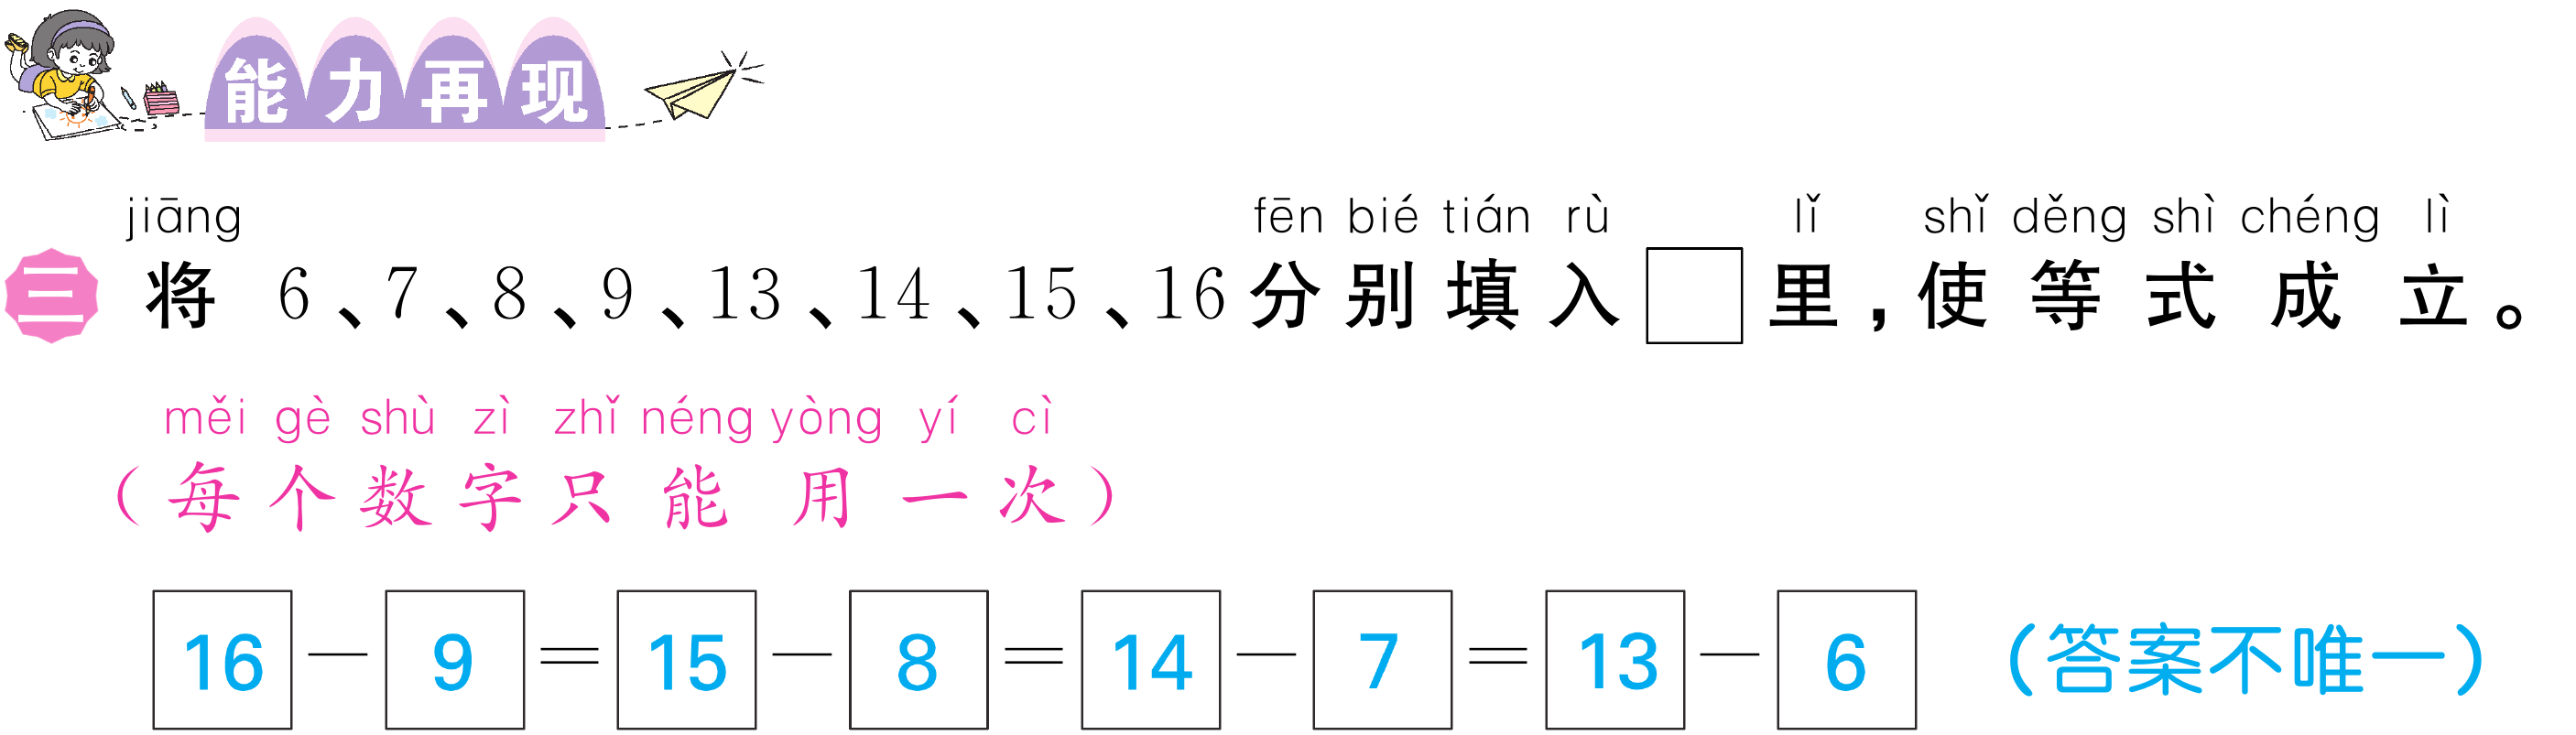 能力再现
jiāng fēn bié tián rù lǐ shǐ děng shì chéng lì
三 将 6、7、8、9、13、14、15、16分别填入□里,使等式成立。
měi gè shù zì zhǐ néng yòng yí cì
（每个数字只能用一次）
16－9＝15－8＝14－7＝13－6（答案不唯一）